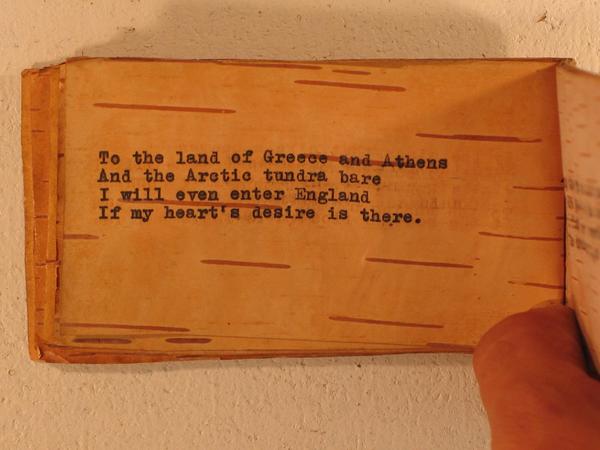 To the land of Greece and Athens
And the Arctic tundra bare
I will even enter England
If my heart's desire is there.